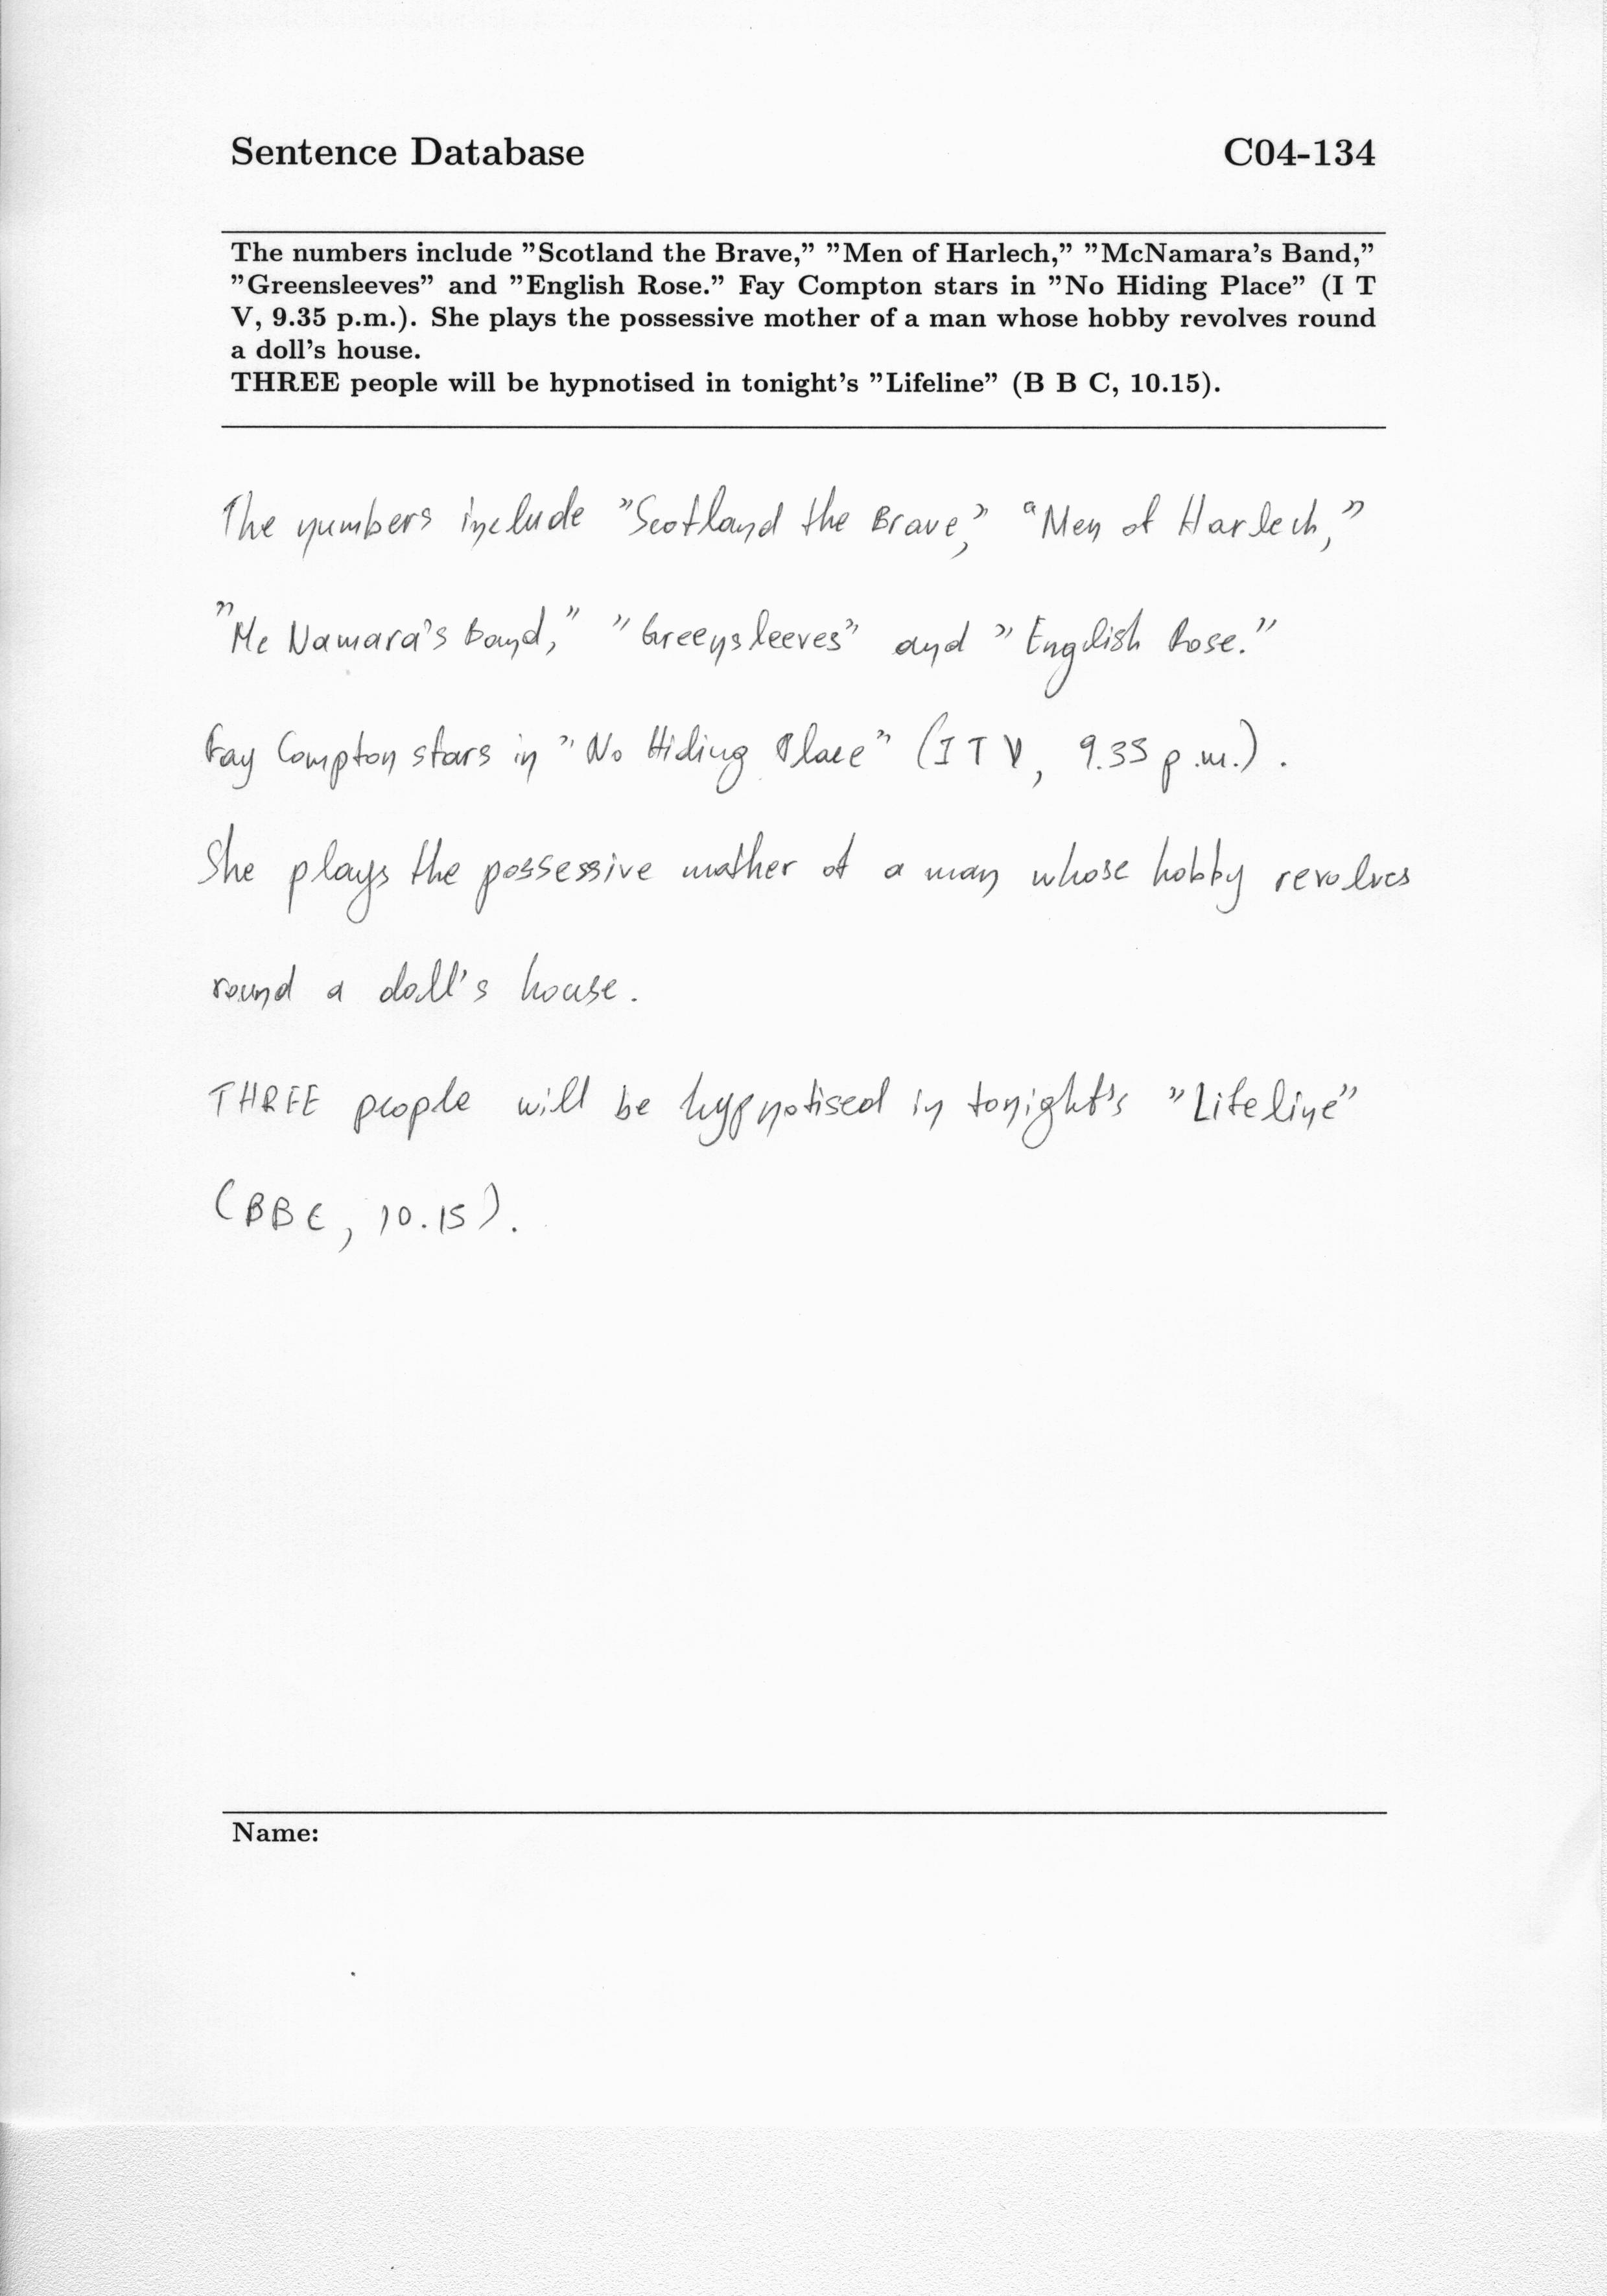 Sentence Database C04-134
The numbers include ”Scotland the Brave,” ”Men of Harlech,” ”McNamara’s Band,”
”Greensleeves” and ”English Rose.” Fay Compton stars in ”No Hiding Place” (I T
V, 9.35 p.m.). She plays the possessive mother of a man whose hobby revolves round
a doll’s house.
THREE people will be hypnotised in tonight’s ”Lifeline” (B B C, 10.15).
The numbers include ”Scotland the Brave,” “Men of Harlech,”
”Mc Namara’s Band,” ”Greensleeves” and ”English Rose.”
Fay Compton stars in ”No Hiding Place” (I T V, 9.35 p.m.).
She plays the possessive mother of a man whose hobby revolves
round a doll’s house.
THREE people will be hypnotised in tonight’s ”Lifeline”
(BBC, 10.15).
Name: